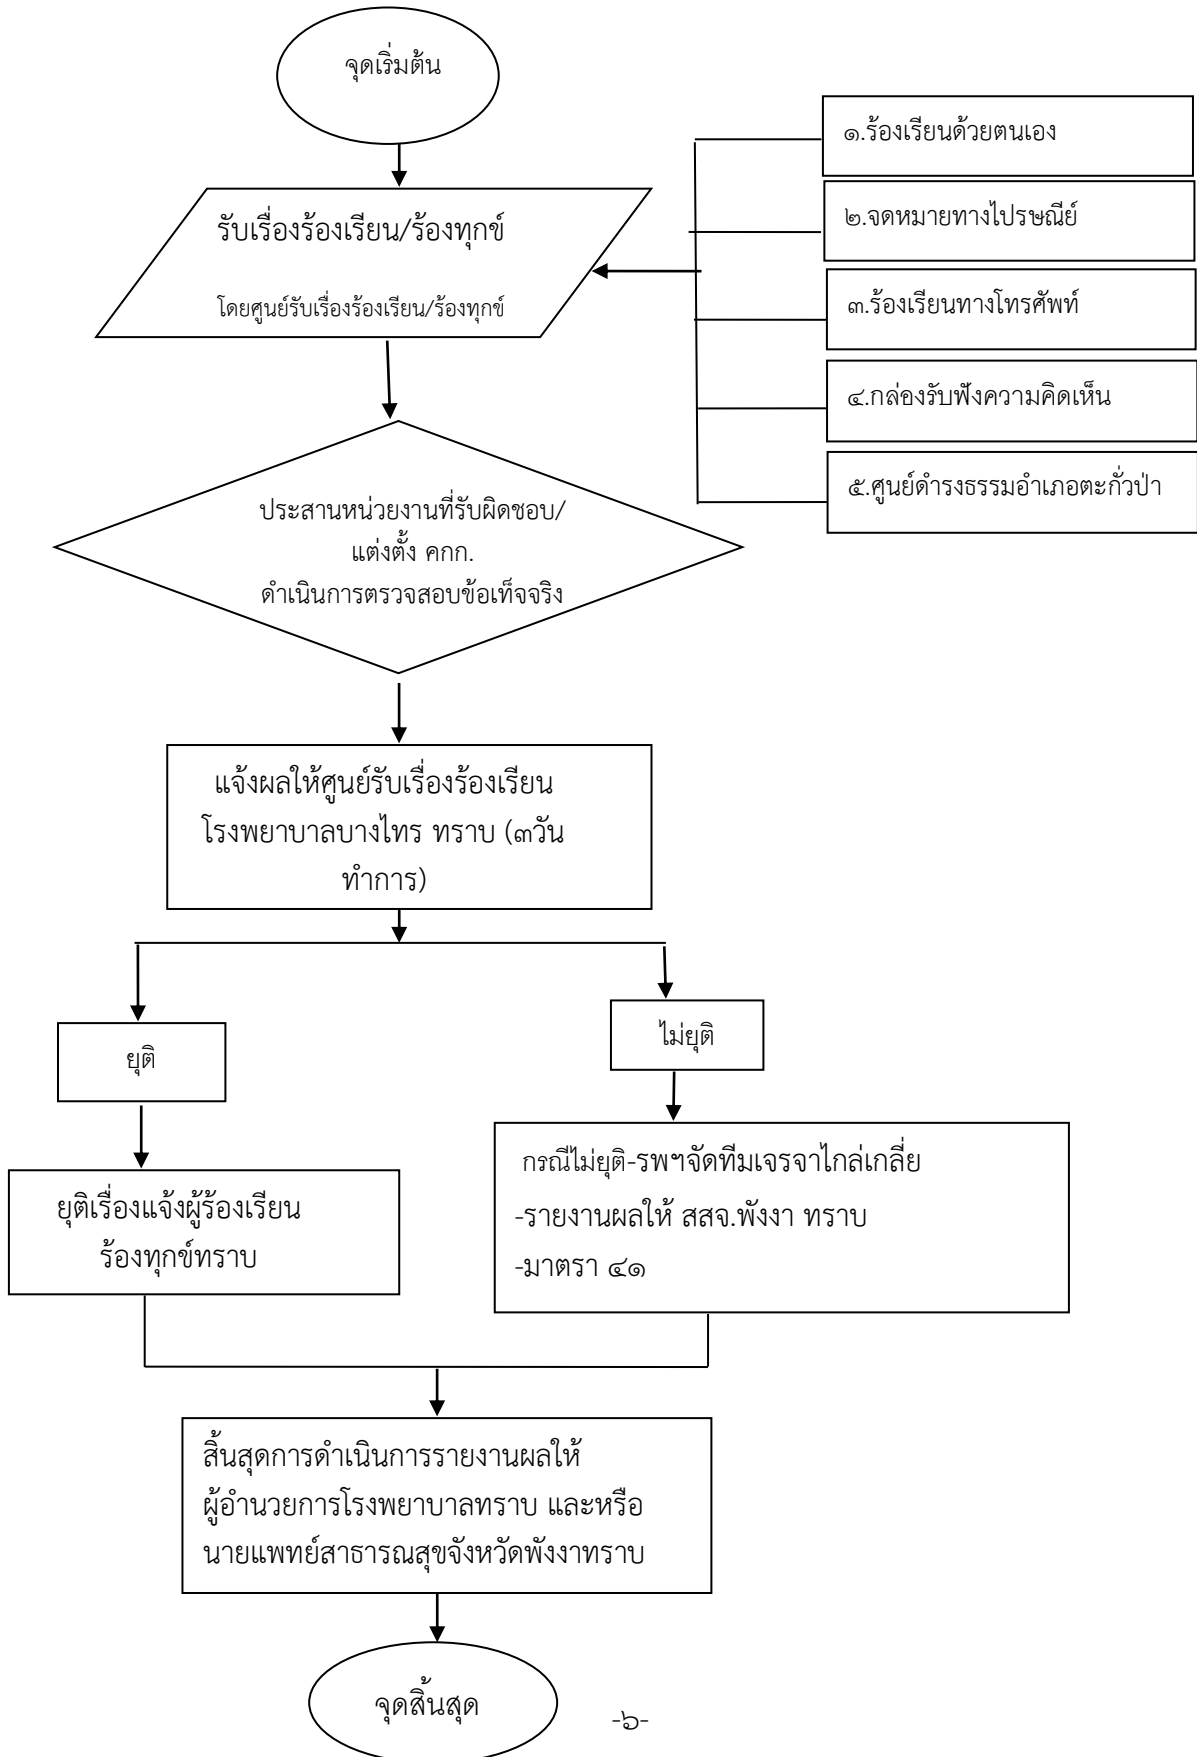 จุดเริ่มต้น
๑.ร้องเรียนด้วยตนเอง
๒.จดหมายทางไปรษณีย์
รับเรื่องร้องเรียน/ร้องทุกข์
โดยศูนย์รับเรื่องร้องเรียน/ร้องทุกข์
๓.ร้องเรียนทางโทรศัพท์
๔.กล่องรับฟังความคิดเห็น
๕.ศูนย์ดำรงธรรมอำเภอตะกั่วป่า
ประสานหน่วยงานที่รับผิดชอบ/
แต่งตั้ง คกก.
ดำเนินการตรวจสอบข้อเท็จจริง
แจ้งผลให้ศูนย์รับเรื่องร้องเรียน
โรงพยาบาลบางไทร ทราบ (๓วัน
ทำการ)
ยุติ
ไม่ยุติ
ยุติเรื่องแจ้งผู้ร้องเรียน
ร้องทุกข์ทราบ
กรณีไม่ยุติ-รพฯจัดทีมเจรจาไกล่เกลี่ย
-รายงานผลให้ สสจ.พังงา ทราบ
-มาตรา ๔๑
สิ้นสุดการดำเนินการรายงานผลให้
ผู้อำนวยการโรงพยาบาลทราบ และหรือ
นายแพทย์สาธารณสุขจังหวัดพังงาทราบ
จุดสิ้นสุด
-๖-